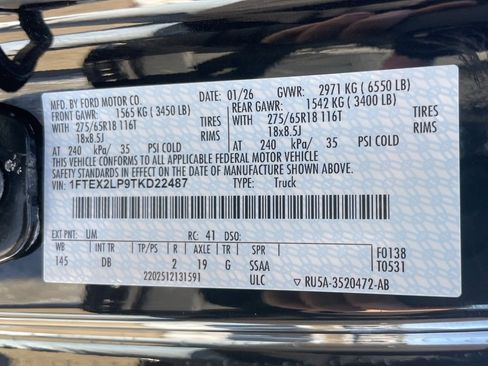 MFD. BY FORD MOTOR CO. 01/26 GVWR: 2971 KG ( 6550 LB)
FRONT GAWR: 1565 KG ( 3450 LB) REAR GAWR: 1542 KG ( 3400 LB)
WITH 275/65R18 116T TIRES WITH 275/65R18 116T TIRES
18x8.5J RIMS 18x8.5J RIMS
AT 240 kPa/ 35 PSI COLD AT 240 kPa/ 35 PSI COLD
THIS VEHICLE CONFORMS TO ALL APPLICABLE FEDERAL MOTOR VEHICLE
SAFETY STANDARDS IN EFFECT ON THE DATE OF MANUFACTURE SHOWN ABOVE.
VIN: 1FTEX2LP9TKD22487 TYPE: Truck
EXT PNT: UM RC: 41 DSO:
WB INT TR TP/PS R AXLE TR SPR F0138
145 DB 2 19 G SSAA T0531
2202512131591 ULC ▽ RU5A-3520472-AB